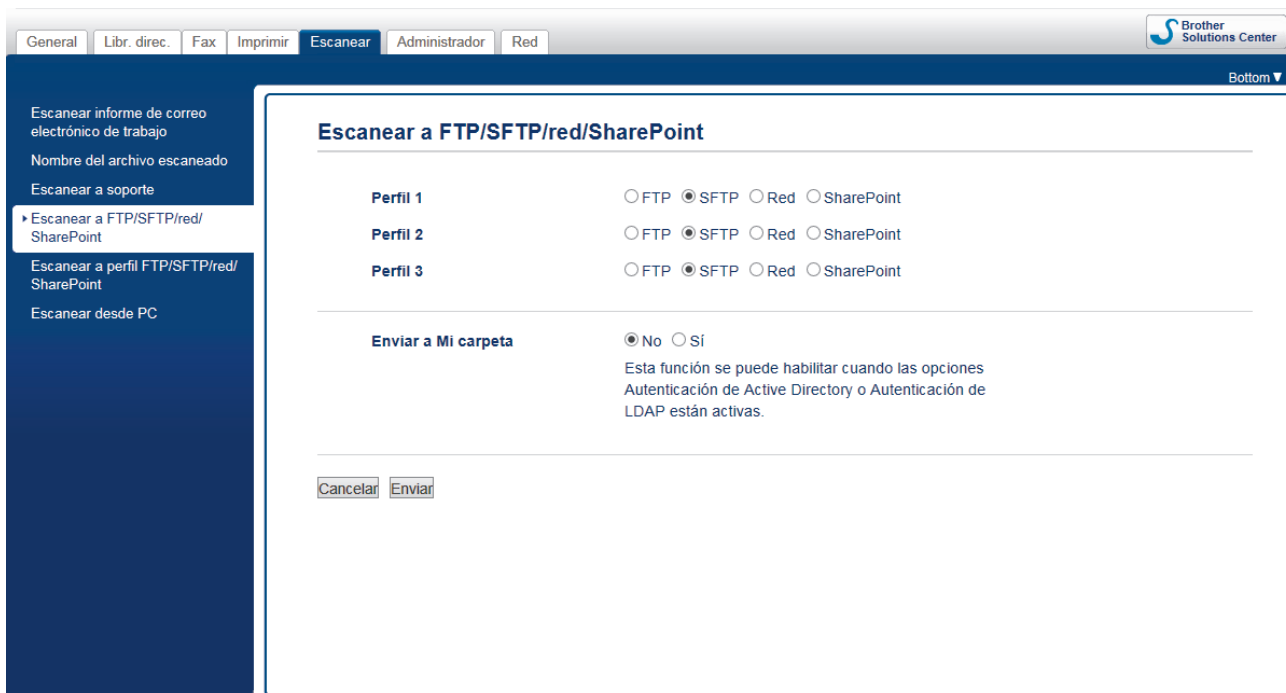 General Libr. direc. Fax Imprimir Escanear Administrador Red
Brother
Solutions Center
Bottom ▼
Escanear informe de correo
electrónico de trabajo
Nombre del archivo escaneado
Escanear a soporte
Escanear a FTP/SFTP/red/
SharePoint
Escanear a perfil FTP/SFTP/red/
SharePoint
Escanear desde PC
Escanear a FTP/SFTP/red/SharePoint
Perfil 1 FTP SFTP Red SharePoint
Perfil 2 FTP SFTP Red SharePoint
Perfil 3 FTP SFTP Red SharePoint
Enviar a Mi carpeta No Sí
Esta función se puede habilitar cuando las opciones
Autenticación de Active Directory o Autenticación de
LDAP están activas.
Cancelar Enviar